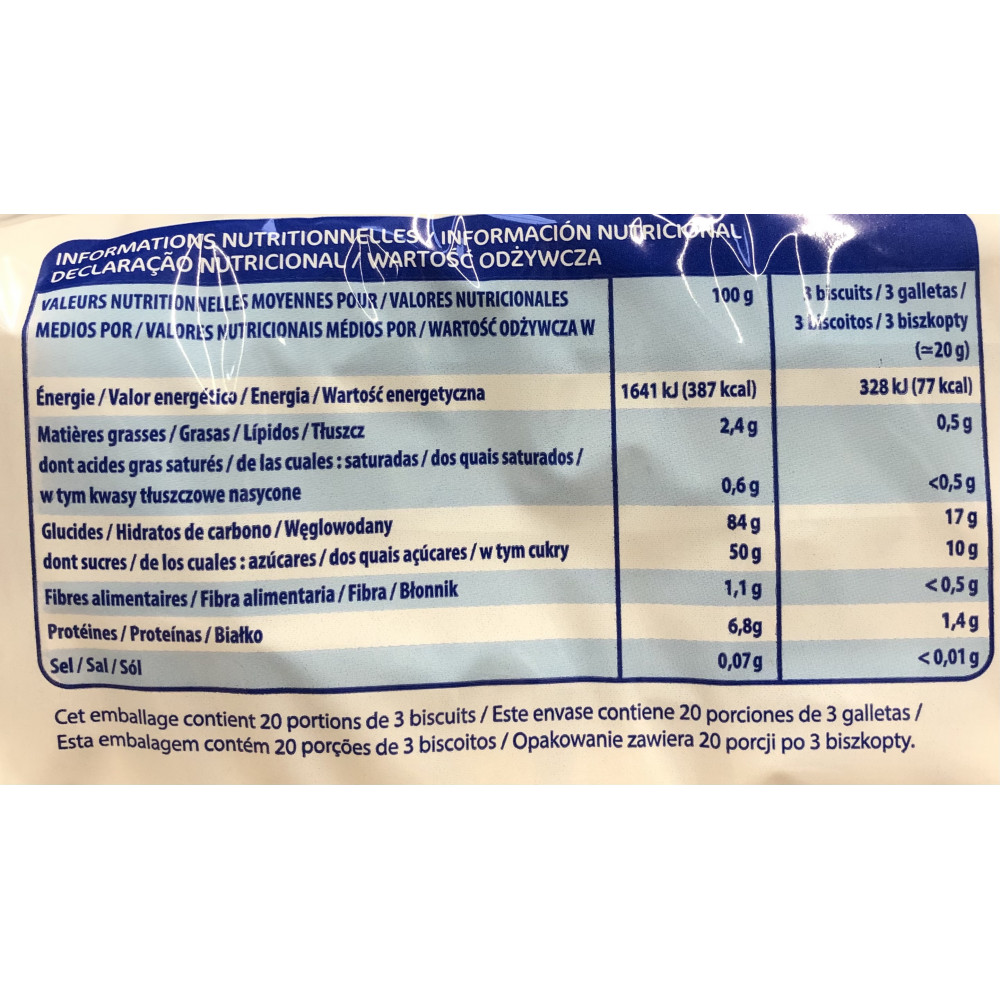 INFORMATIONS NUTRITIONNELLES / INFORMACIÓN NUTRICIONAL
DECLARAÇÃO NUTRICIONAL / WARTOŚĆ ODŻYWCZA
VALEURS NUTRITIONNELLES MOYENNES POUR / VALORES NUTRICIONALES
MEDIOS POR / VALORES NUTRICIONAIS MÉDIOS POR / WARTOŚĆ ODŻYWCZA W
100 g
3 biscuits / 3 galletas /
3 biscoitos / 3 biszkopty
(≃20 g)
Énergie / Valor energético / Energia / Wartość energetyczna 1641 kJ (387 kcal) 328 kJ (77 kcal)
Matières grasses / Grasas / Lípidos / Tłuszcz 2,4 g 0,5 g
dont acides gras saturés / de las cuales : saturadas / dos quais saturados /
w tym kwasy tłuszczowe nasycone 0,6 g <0,5 g
Glucides / Hidratos de carbono / Węglowodany 84 g 17 g
dont sucres / de los cuales : azúcares / dos quais açúcares / w tym cukry 50 g 10 g
Fibres alimentaires / Fibra alimentaria / Fibra / Błonnik 1,1 g < 0,5 g
Protéines / Proteínas / Białko 6,8g 1,4 g
Sel / Sal / Sól 0,07 g < 0,01 g
Cet emballage contient 20 portions de 3 biscuits / Este envase contiene 20 porciones de 3 galletas /
Esta embalagem contém 20 porções de 3 biscoitos / Opakowanie zawiera 20 porcji po 3 biszkopty.